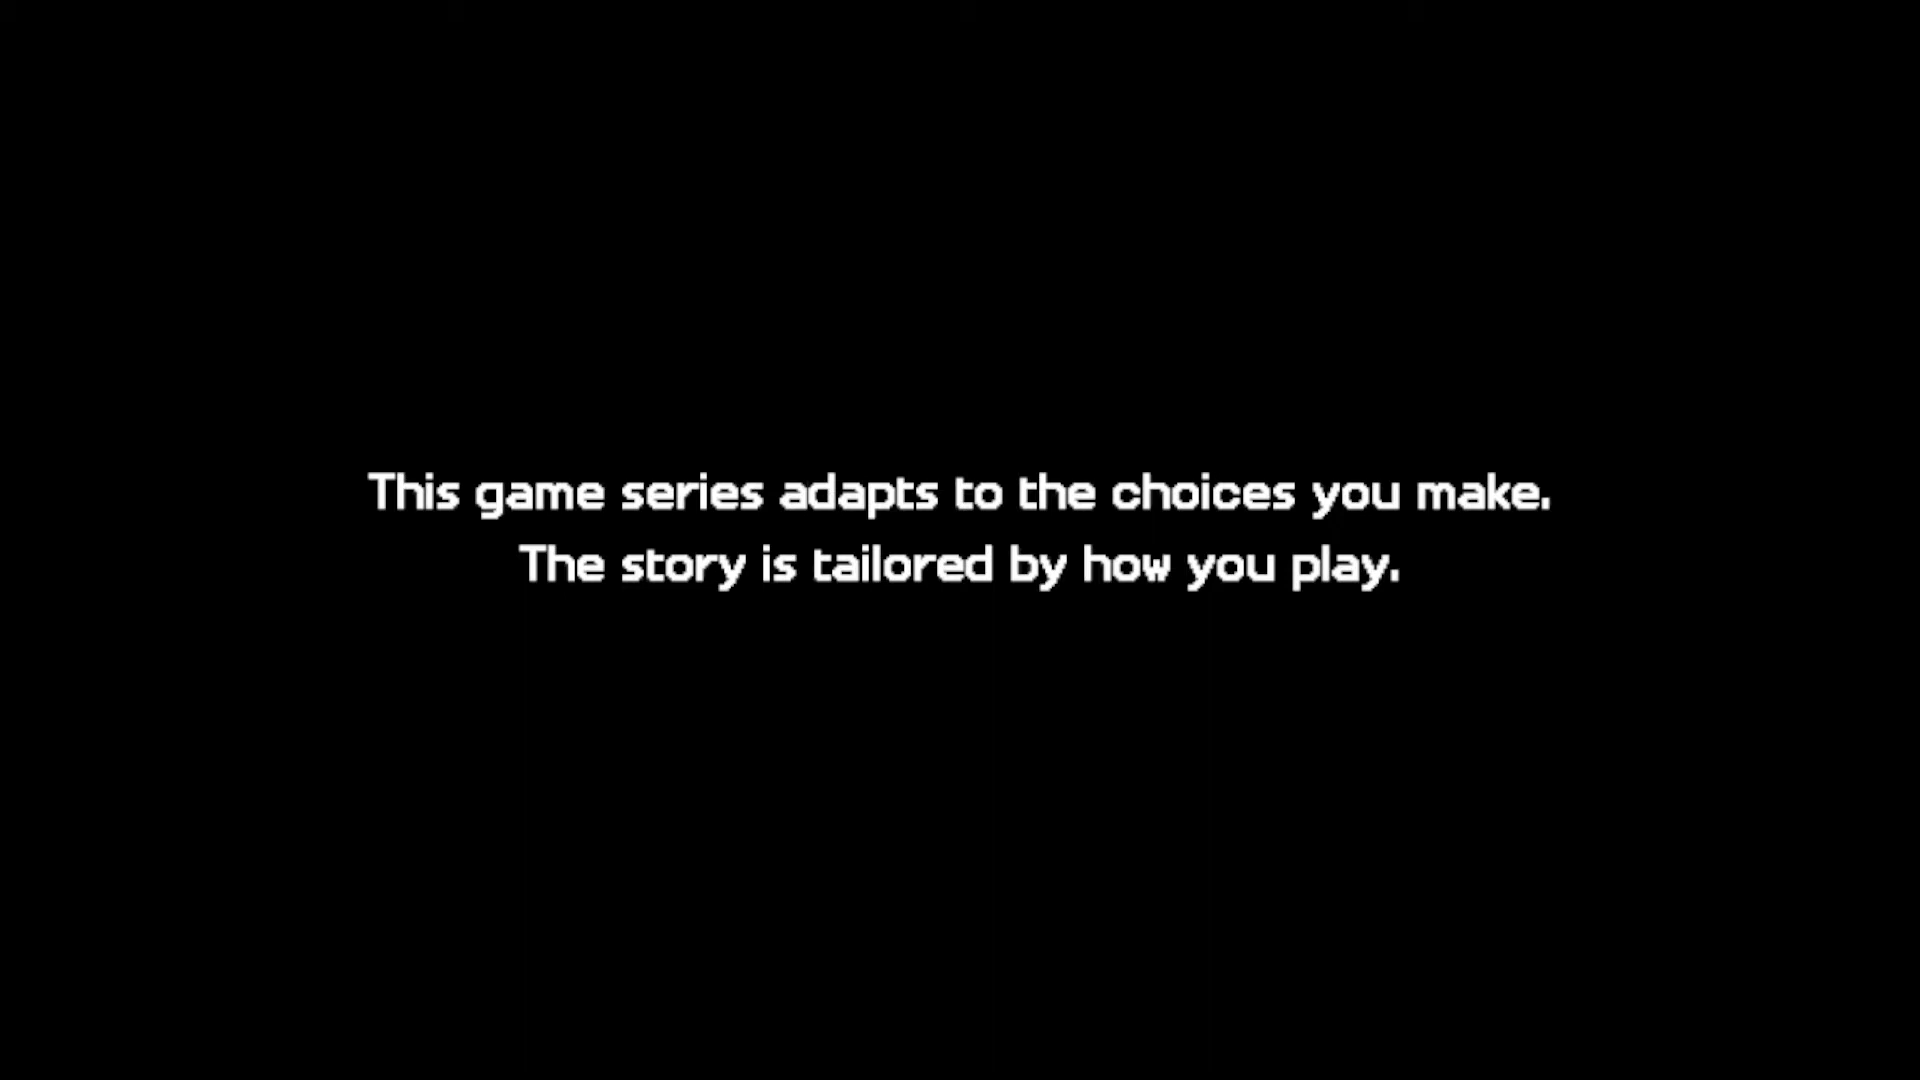 This game series adapts to the choices you make.
The story is tailored by how you play.